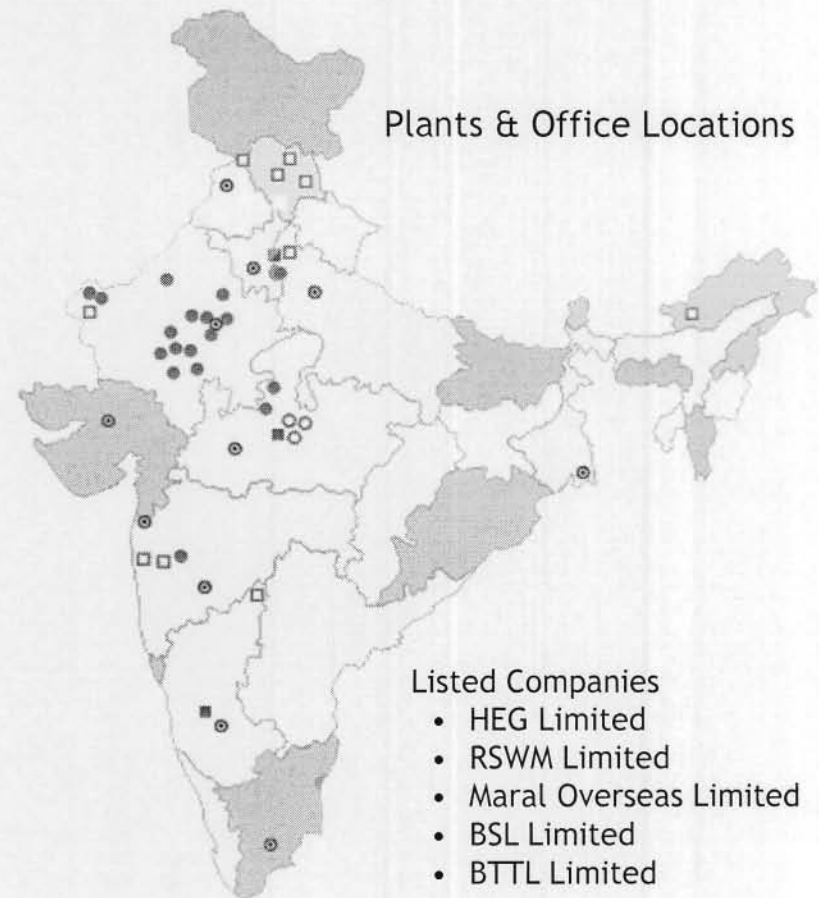 Plants & Office Locations
Listed Companies
• HEG Limited
• RSWM Limited
• Maral Overseas Limited
• BSL Limited
• BTTL Limited